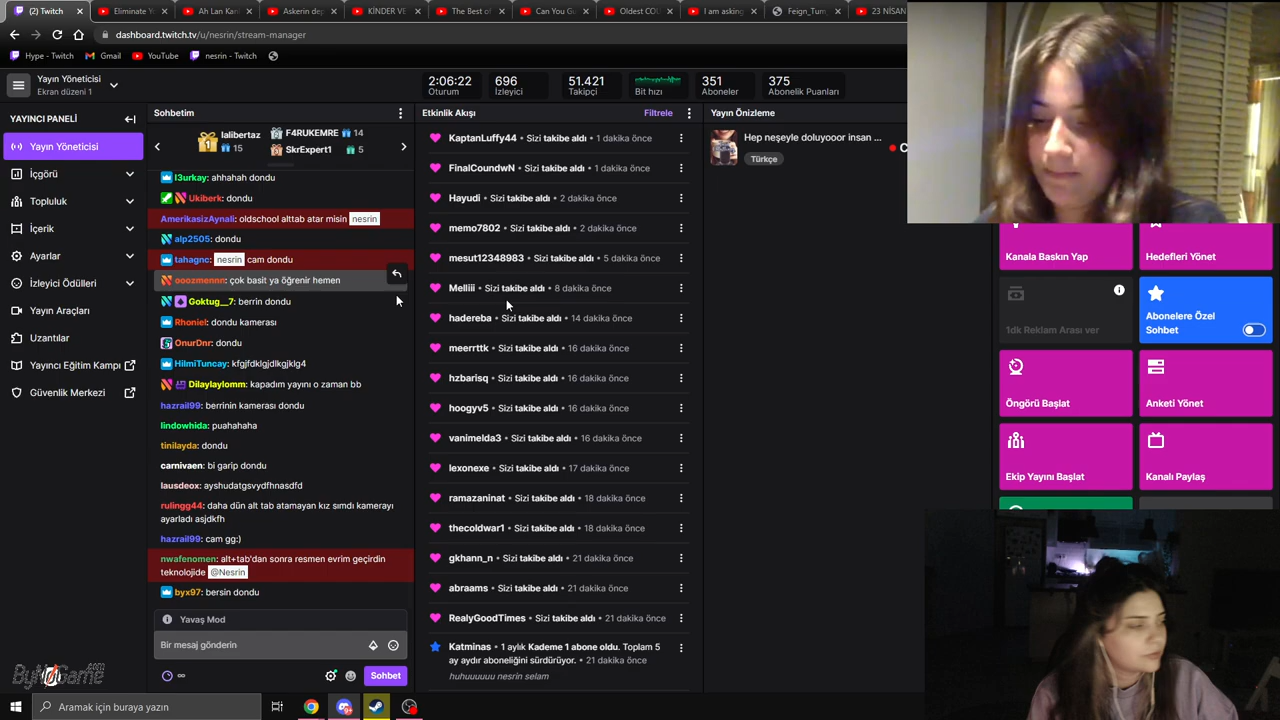 Twitch
Eliminate Y
Ah Lan Kan
Askerin dep
KİNDER VE
The Best of
Can You Gu
Oldest COU
I am asking
Feign_Tum
23 NİSAN
dashboard.twitch.tv/u/nesrin/stream-manager
Hype - Twitch
Gmail
YouTube
nesrin - Twitch
Yayın Yöneticisi
Ekran düzeni 1
2:06:22
Oturum
696
İzleyici
51.421
Takipçi
Bit hızı
351
Aboneler
375
Abonelik Puanları
YAYINCI PANELİ
Yayın Yöneticisi
İçgörü
Topluluk
İçerik
Ayarlar
İzleyici Ödülleri
Yayın Araçları
Uzantılar
Yayıncı Eğitim Kampı
Güvenlik Merkezi
Sohbetim
1
lalibertaz
15
F4RUKEMRE 14
SkrExpert1 5
l3urkay: ahhahah dondu
Ukiberk: dondu
AmerikasizAynali: oldschool alttab atar misin nesrin
alp2505: dondu
tahagnc: nesrin cam dondu
ooozmennn: çok basit ya öğrenir hemen
Goktug__7: berrin dondu
Rhoniel: dondu kamerası
OnurDnr: dondu
HilmiTuncay: kfgjfdklgjdlkgjklg4
Dilaylaylomm: kapadım yayını o zaman bb
hazrail99: berrinin kamerası dondu
lindowhida: puahahaha
tinilayda: dondu
carnivaen: bi garip dondu
lausdeox: ayshudatgsvydfhnasdfd
rulingg44: daha dün alt tab atamayan kız sımdı kamerayı
ayarladı asjdkfh
hazrail99: cam gg:)
nwafenomen: alt+tab'dan sonra resmen evrim geçirdin
teknolojide @Nesrin
byx97: bersin dondu
Yavaş Mod
Bir mesaj gönderin
Sohbet
Etkinlik Akışı
Filtrele
KaptanLuffy44 • Sizi takibe aldı • 1 dakika önce
FinalCoundwN • Sizi takibe aldı • 1 dakika önce
Hayudi • Sizi takibe aldı • 2 dakika önce
memo7802 • Sizi takibe aldı • 2 dakika önce
mesut12348983 • Sizi takibe aldı • 5 dakika önce
Melliii • Sizi takibe aldı • 8 dakika önce
hadereba • Sizi takibe aldı • 14 dakika önce
meerrttk • Sizi takibe aldı • 16 dakika önce
hzbarisq • Sizi takibe aldı • 16 dakika önce
hoogyv5 • Sizi takibe aldı • 16 dakika önce
vanimelda3 • Sizi takibe aldı • 16 dakika önce
lexonexe • Sizi takibe aldı • 17 dakika önce
ramazaninat • Sizi takibe aldı • 18 dakika önce
thecoldwar1 • Sizi takibe aldı • 18 dakika önce
gkhann_n • Sizi takibe aldı • 21 dakika önce
abraams • Sizi takibe aldı • 21 dakika önce
RealyGoodTimes • Sizi takibe aldı • 21 dakika önce
Katminas • 1 aylık Kademe 1 abone oldu. Toplam 5
ay aydır aboneliğini sürdürüyor. • 21 dakika önce
huhuuuuuu nesrin selam
Yayın Önizleme
Hep neşeyle doluyooor insan ...
Türkçe
Kanala Baskın Yap
Hedefleri Yönet
1dk Reklam Arası ver
Abonelere Özel
Sohbet
Öngörü Başlat
Anketi Yönet
Ekip Yayını Başlat
Kanalı Paylaş
Aramak için buraya yazın